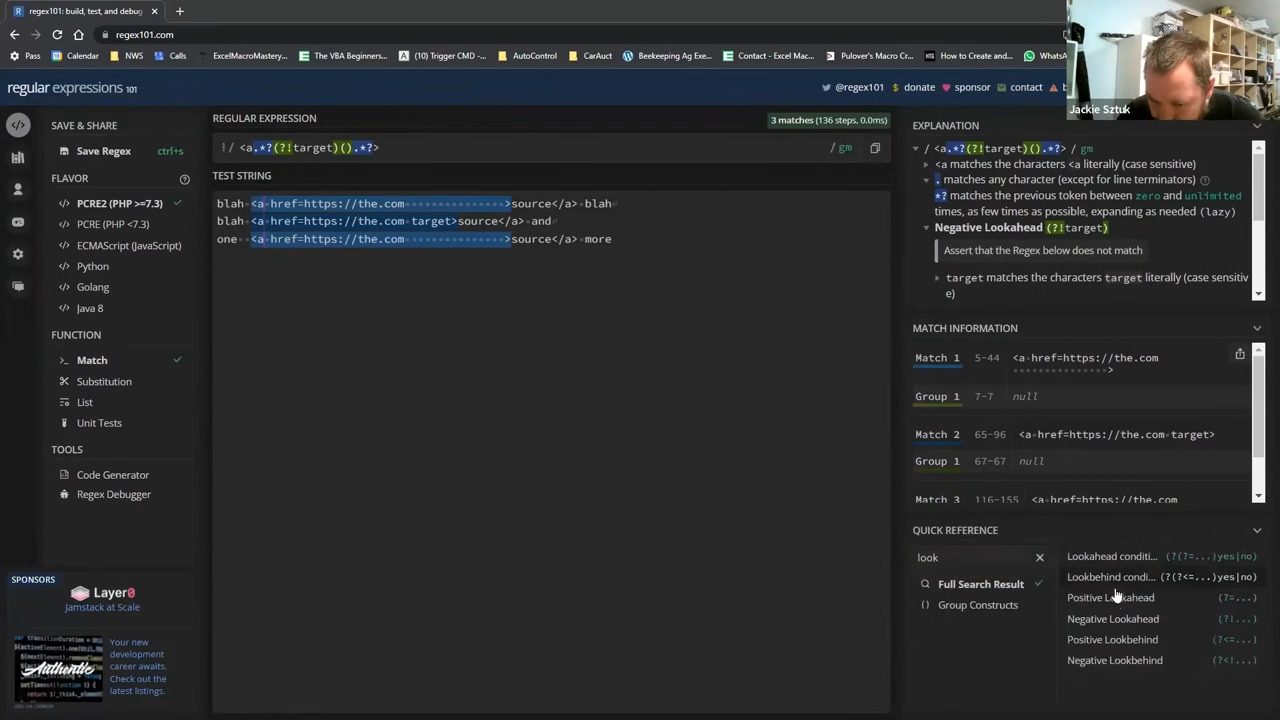 regex101: build, test, and debug
regex101.com
Pass
Calendar
NWS
Calls
ExcelMacroMastery...
The VBA Beginners...
(10) Trigger CMD -...
AutoControl
CarAuct
Beekeeping Ag Exp...
Contact - Excel Mac...
Pulover's Macro Cr...
How to Create and...
WhatsA
regular expressions 101
@regex101
$ donate
sponsor
contact
Jackie Sztuk
SAVE & SHARE
Save Regex
ctrl+s
FLAVOR
PCRE2 (PHP >=7.3)
PCRE (PHP <7.3)
ECMAScript (JavaScript)
Python
Golang
Java 8
FUNCTION
Match
Substitution
List
Unit Tests
TOOLS
Code Generator
Regex Debugger
SPONSORS
Layer0
Jamstack at Scale
Authentic
Your new
development
career awaits.
Check out the
latest listings.
REGULAR EXPRESSION
3 matches (136 steps, 0.0ms)
/ <a.*?(?!target)().*?> / gm
TEST STRING
blah <a href=https://the.com               >source</a> blah
blah <a href=https://the.com target>source</a> and
one  <a href=https://the.com               >source</a> more
EXPLANATION
/ <a.*?(?!target)().*?> / gm
<a matches the characters <a literally (case sensitive)
. matches any character (except for line terminators)
*? matches the previous token between zero and unlimited
times, as few times as possible, expanding as needed (lazy)
Negative Lookahead (?!target)
Assert that the Regex below does not match
target matches the characters target literally (case sensitiv
e)
MATCH INFORMATION
Match 1 5-44 <a href=https://the.com
···············>
Group 1 7-7 null
Match 2 65-96 <a href=https://the.com target>
Group 1 67-67 null
Match 3 116-155 <a href=https://the.com
QUICK REFERENCE
look
Full Search Result
Group Constructs
Lookahead conditi... (?(?=...)yes|no)
Lookbehind condi... (?(?<=...)yes|no)
Positive Lookahead (?=...)
Negative Lookahead (?!...)
Positive Lookbehind (?<=...)
Negative Lookbehind (?<!...)